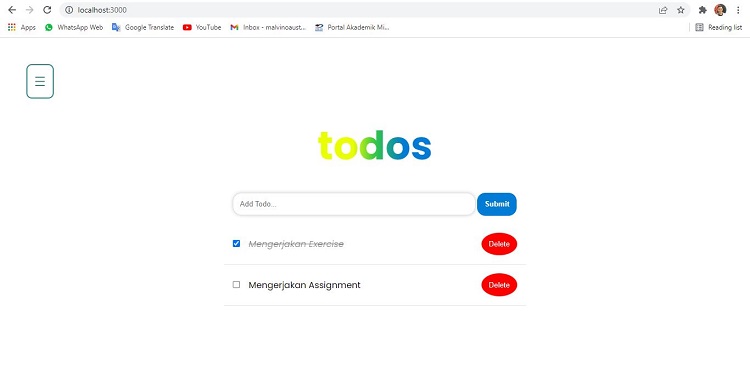 localhost:3000
Apps WhatsApp Web Google Translate YouTube Inbox - malvinoaust... Portal Akademik Mi... Reading list
todos
Add Todo... Submit
Mengerjakan Exercise Delete
Mengerjakan Assignment Delete